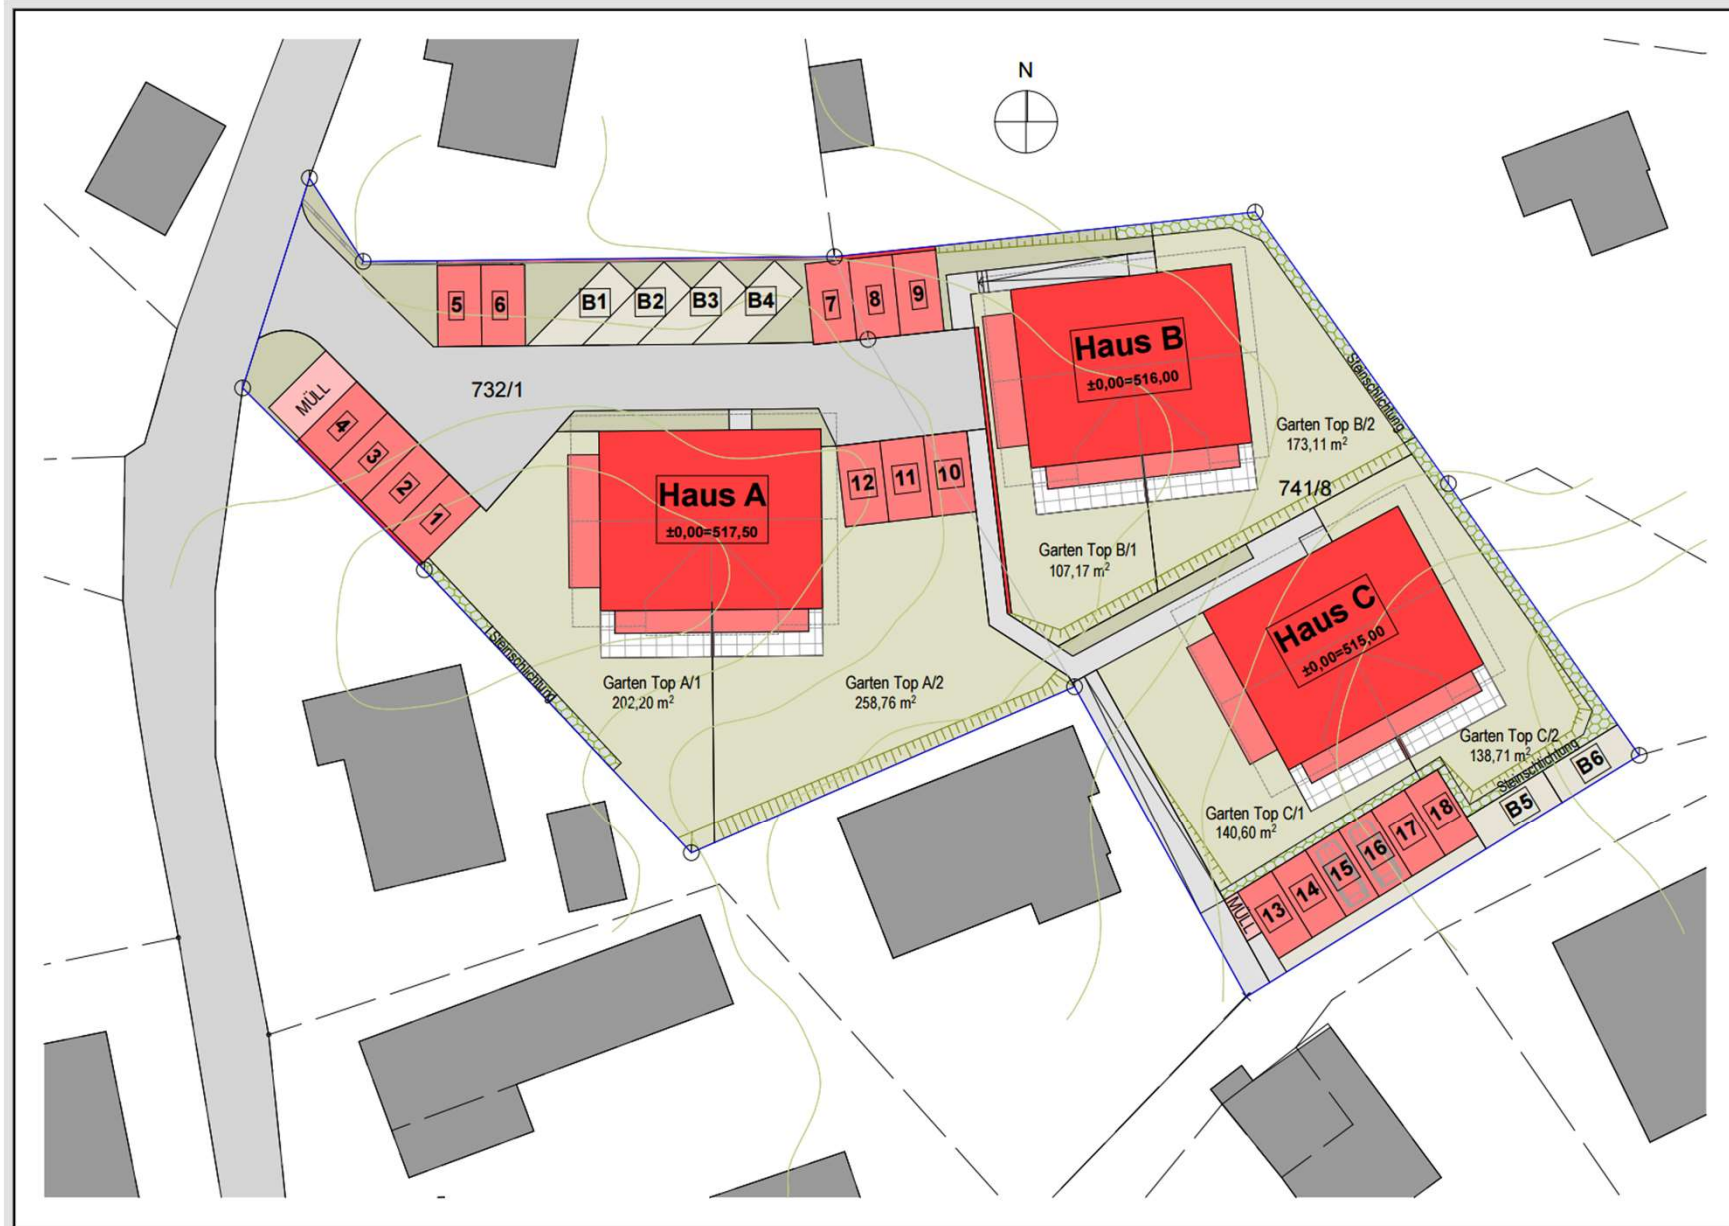 N
5
6
B1
B2
B3
B4
7
8
9
MÜLL
4
3
2
1
732/1
Haus B
±0,00=516,00
Steinschlichtung
Garten Top B/2
173,11 m²
741/8
Haus A
±0,00=517,50
12
11
10
Garten Top B/1
107,17 m²
Haus C
±0,00=515,00
Steinschlichtung
Garten Top A/1
202,20 m²
Garten Top A/2
258,76 m²
Garten Top C/2
138,71 m²
Steinschlichtung
B6
B5
Garten Top C/1
140,60 m²
18
17
16
15
14
13
MÜLL